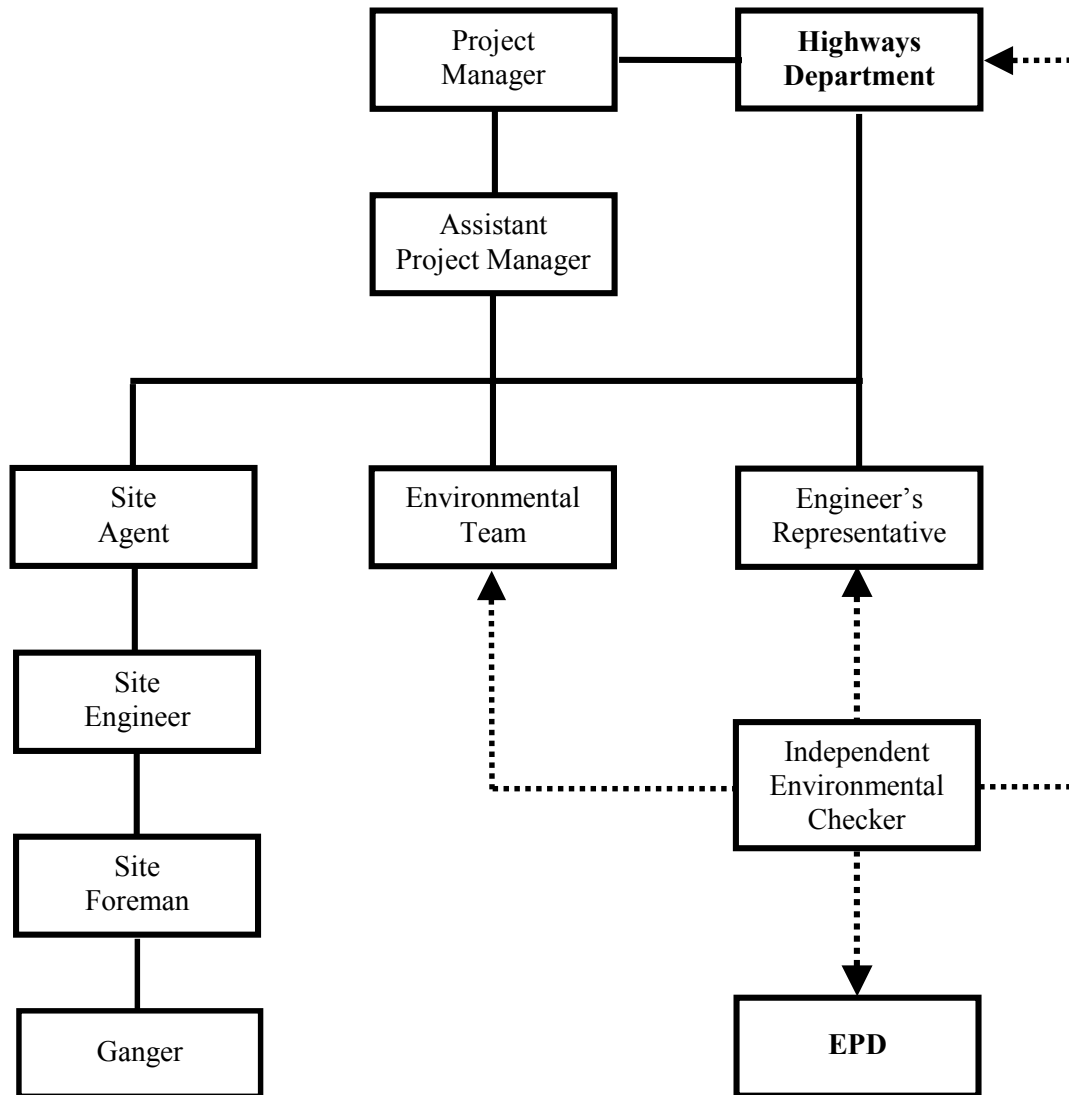 Project
Manager
Highways
Department
Assistant
Project Manager
Site
Agent
Environmental
Team
Engineer’s
Representative
Site
Engineer
Independent
Environmental
Checker
Site
Foreman
Ganger
EPD